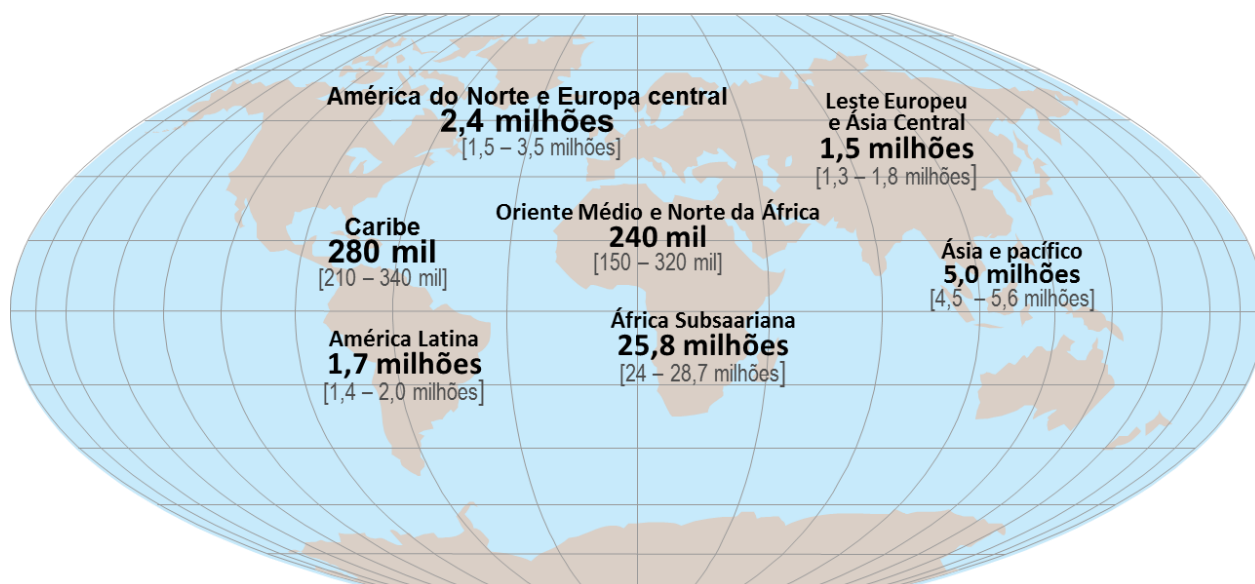 América do Norte e Europa central
2,4 milhões
[1,5 – 3,5 milhões]
Leste Europeu
e Ásia Central
1,5 milhões
[1,3 – 1,8 milhões]
Caribe
280 mil
[210 – 340 mil]
Oriente Médio e Norte da África
240 mil
[150 – 320 mil]
Ásia e pacífico
5,0 milhões
[4,5 – 5,6 milhões]
América Latina
1,7 milhões
[1,4 – 2,0 milhões]
África Subsaariana
25,8 milhões
[24 – 28,7 milhões]